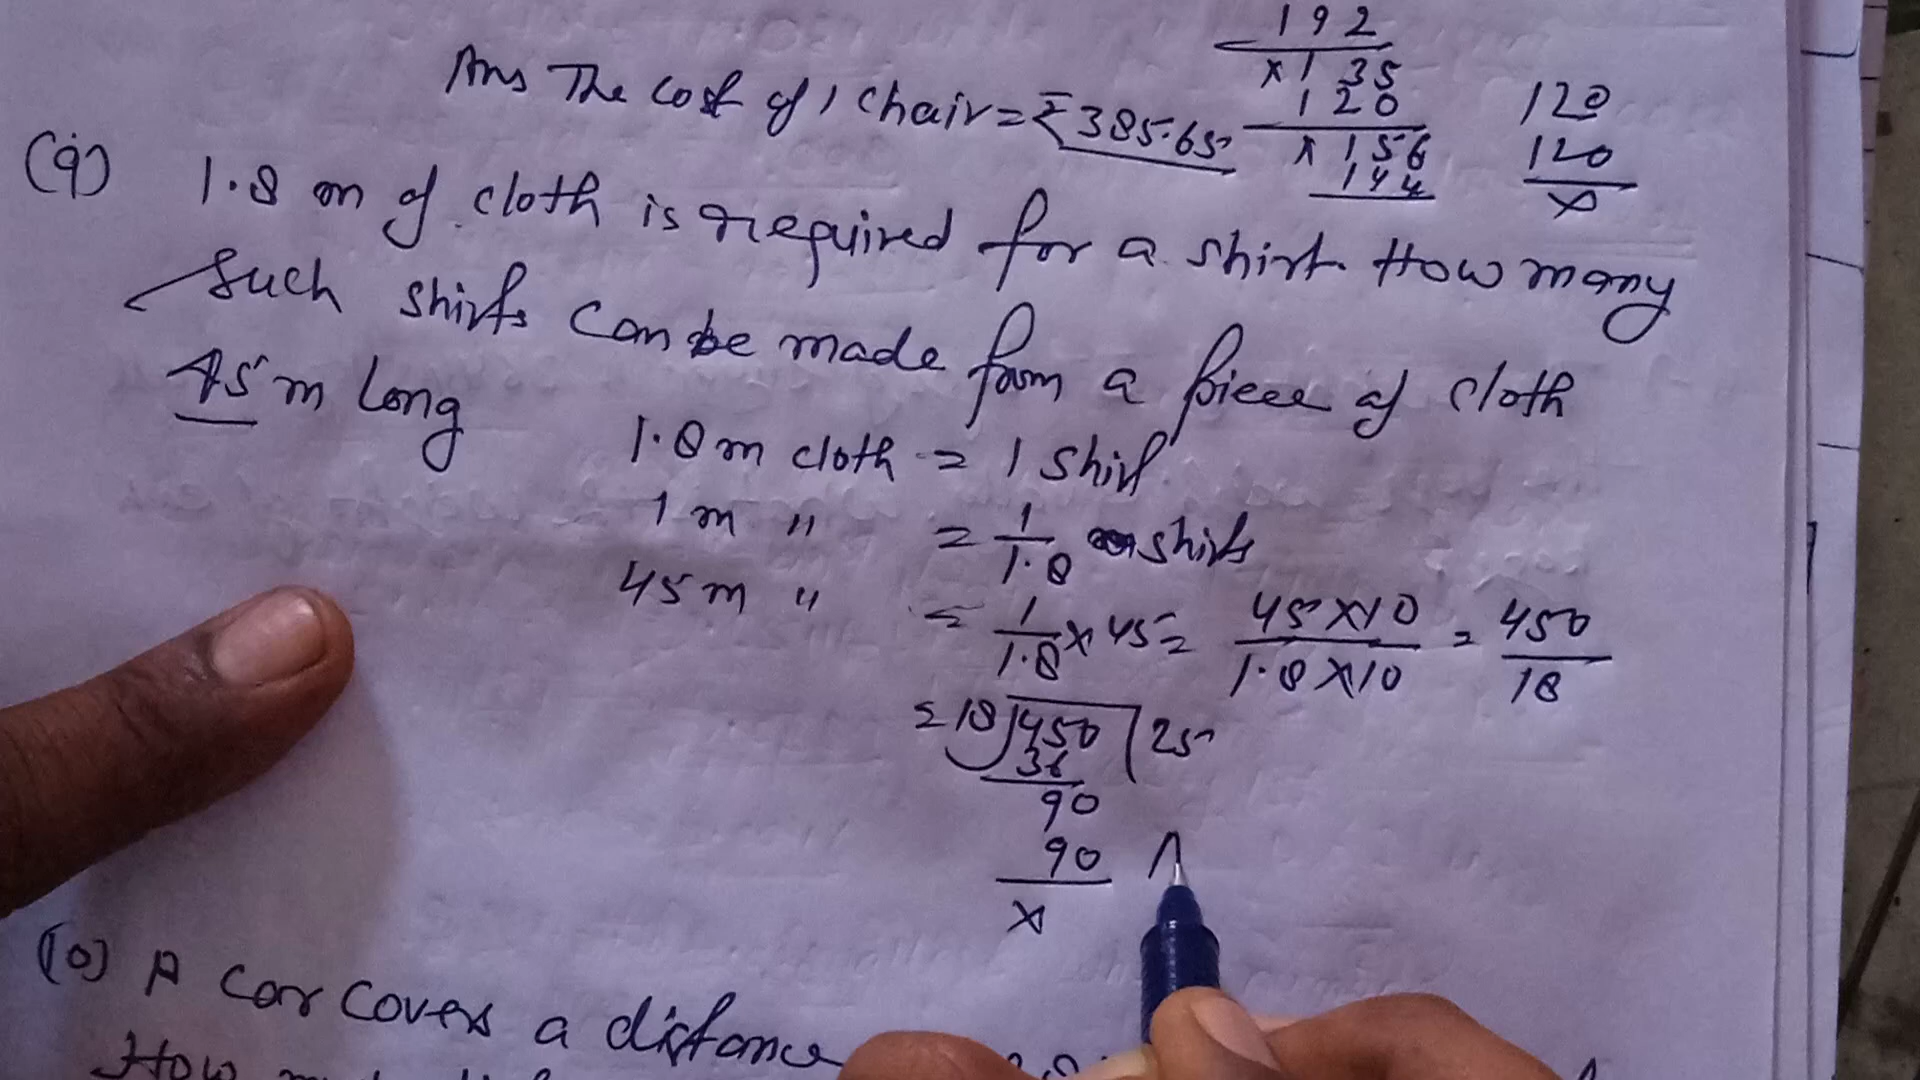 192
Ans The cost of 1 chair = ₹385.65
×135
120
×156
144
120
120
×
(9) 1.8 m of cloth is required for a shirt. How many
such shirts can be made from a piece of cloth
45 m long
1.8 m cloth = 1 shirt
1 m " = 1/1.8 shirts
45 m " = 1/1.8 × 45 = 45×10/1.8×10 = 450/18
= 18)450(25
36
90
90
×
(10) A car covers a distance
How